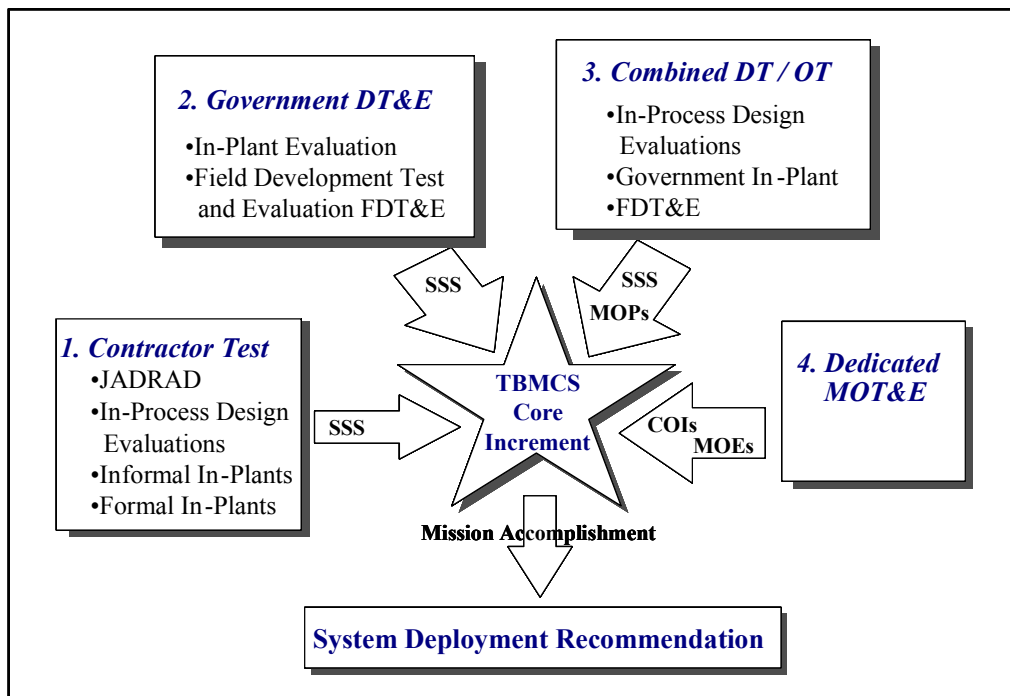 2. Government DT&E
•In-Plant Evaluation
•Field Development Test
and Evaluation FDT&E
3. Combined DT / OT
•In-Process Design
Evaluations
•Government In-Plant
•FDT&E
SSS
SSS
MOPs
1. Contractor Test
•JADRAD
•In-Process Design
Evaluations
•Informal In-Plants
•Formal In-Plants
SSS
TBMCS
Core
Increment
COIs
MOEs
4. Dedicated
MOT&E
Mission Accomplishment
System Deployment Recommendation